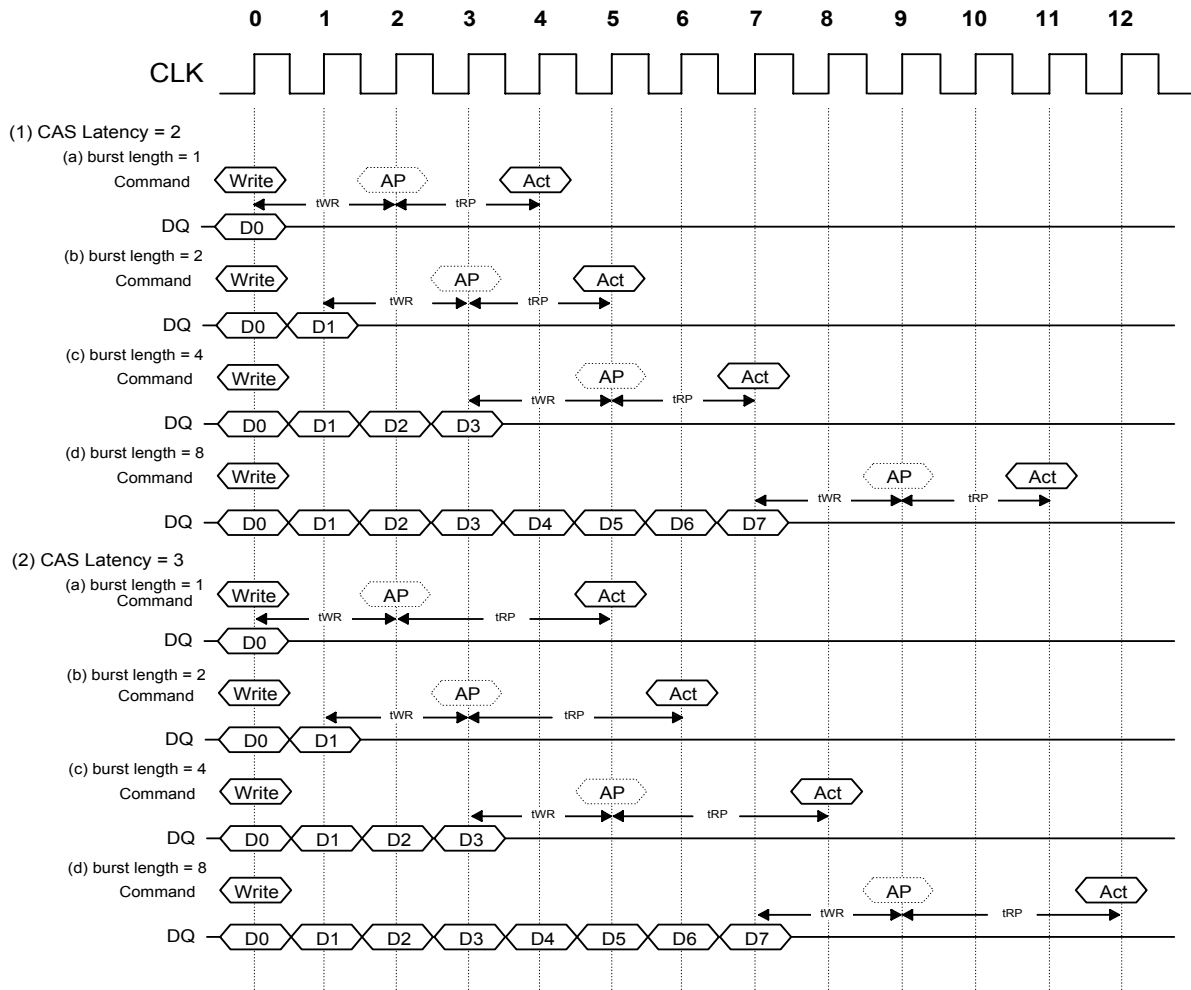 0 1 2 3 4 5 6 7 8 9 10 11 12
CLK
(1) CAS Latency = 2
(a) burst length = 1
Command Write AP Act
tWR tRP
DQ D0
(b) burst length = 2
Command Write AP Act
tWR tRP
DQ D0 D1
(c) burst length = 4
Command Write AP Act
tWR tRP
DQ D0 D1 D2 D3
(d) burst length = 8
Command Write AP Act
tWR tRP
DQ D0 D1 D2 D3 D4 D5 D6 D7
(2) CAS Latency = 3
(a) burst length = 1
Command Write AP Act
tWR tRP
DQ D0
(b) burst length = 2
Command Write AP Act
tWR tRP
DQ D0 D1
(c) burst length = 4
Command Write AP Act
tWR tRP
DQ D0 D1 D2 D3
(d) burst length = 8
Command Write AP Act
tWR tRP
DQ D0 D1 D2 D3 D4 D5 D6 D7